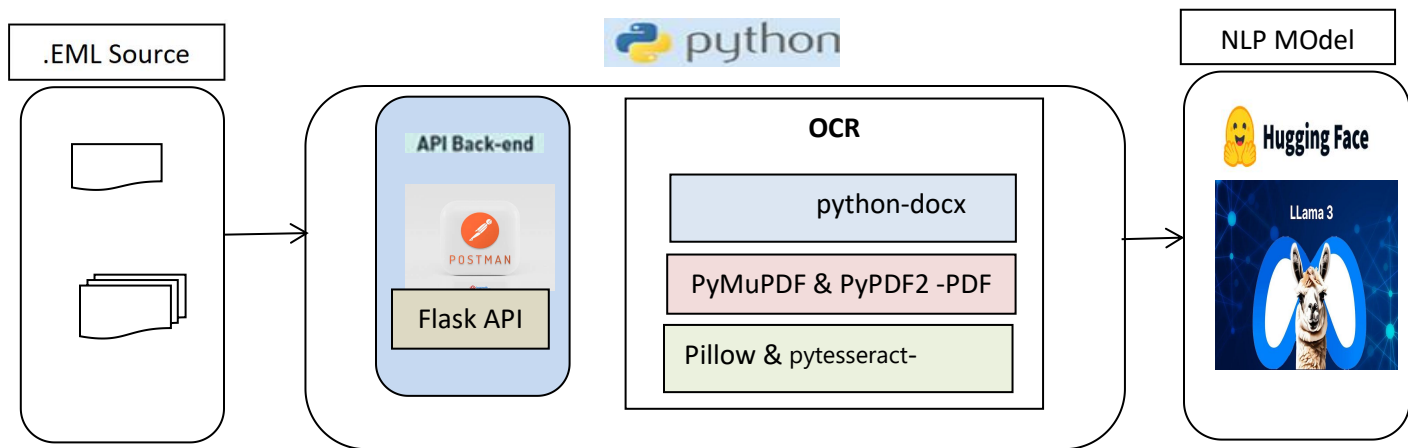 .EML Source
python
NLP MOdel
API Back-end
POSTMAN
Flask API
OCR
python-docx
PyMuPDF & PyPDF2 -PDF
Pillow & pytesseract-
Hugging Face
LLama 3